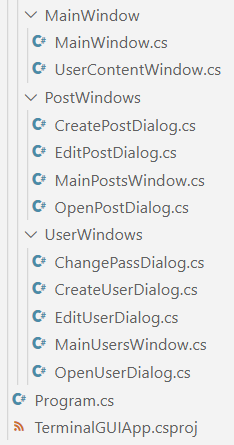 MainWindow
C# MainWindow.cs
C# UserContentWindow.cs
PostWindows
C# CreatePostDialog.cs
C# EditPostDialog.cs
C# MainPostsWindow.cs
C# OpenPostDialog.cs
UserWindows
C# ChangePassDialog.cs
C# CreateUserDialog.cs
C# EditUserDialog.cs
C# MainUsersWindow.cs
C# OpenUserDialog.cs
C# Program.cs
TerminalGUIApp.csproj